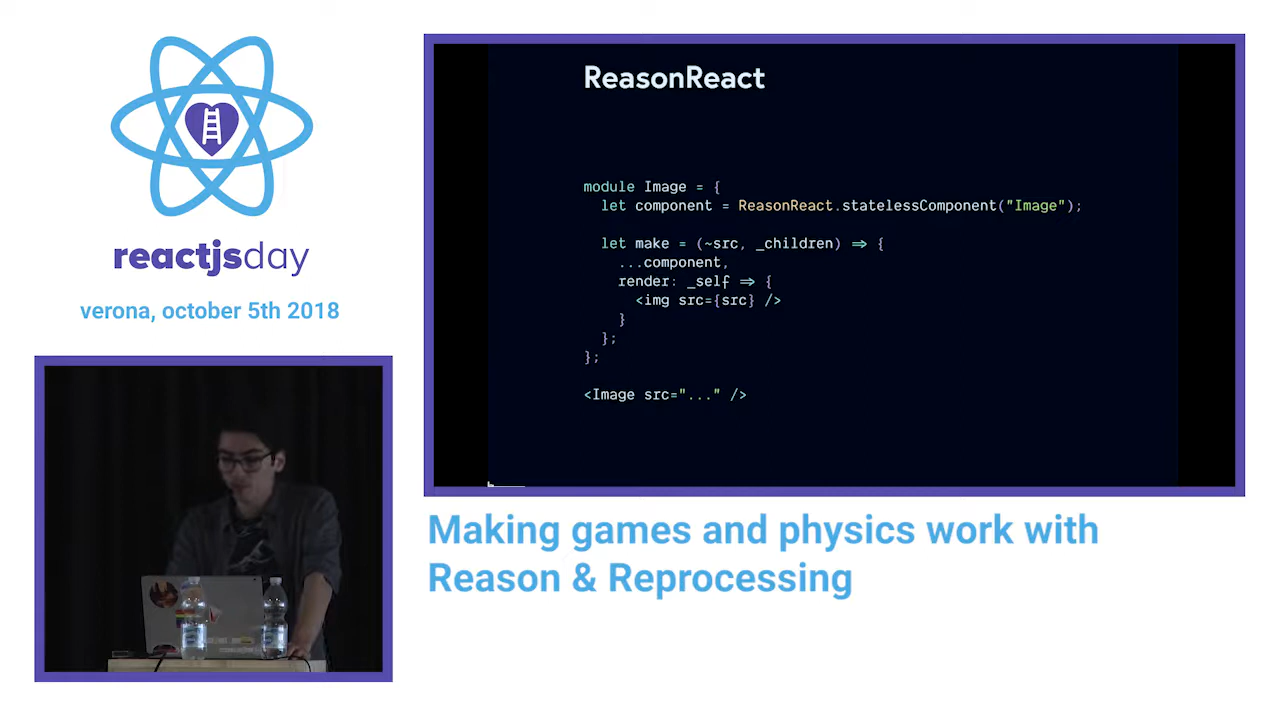 reactjsday
verona, october 5th 2018
ReasonReact
module Image = {
  let component = ReasonReact.statelessComponent("Image");
  let make = (~src, _children) => {
    ...component,
    render: _self => {
      <img src={src} />
    }
  };
};
<Image src="..." />
Making games and physics work with
Reason & Reprocessing